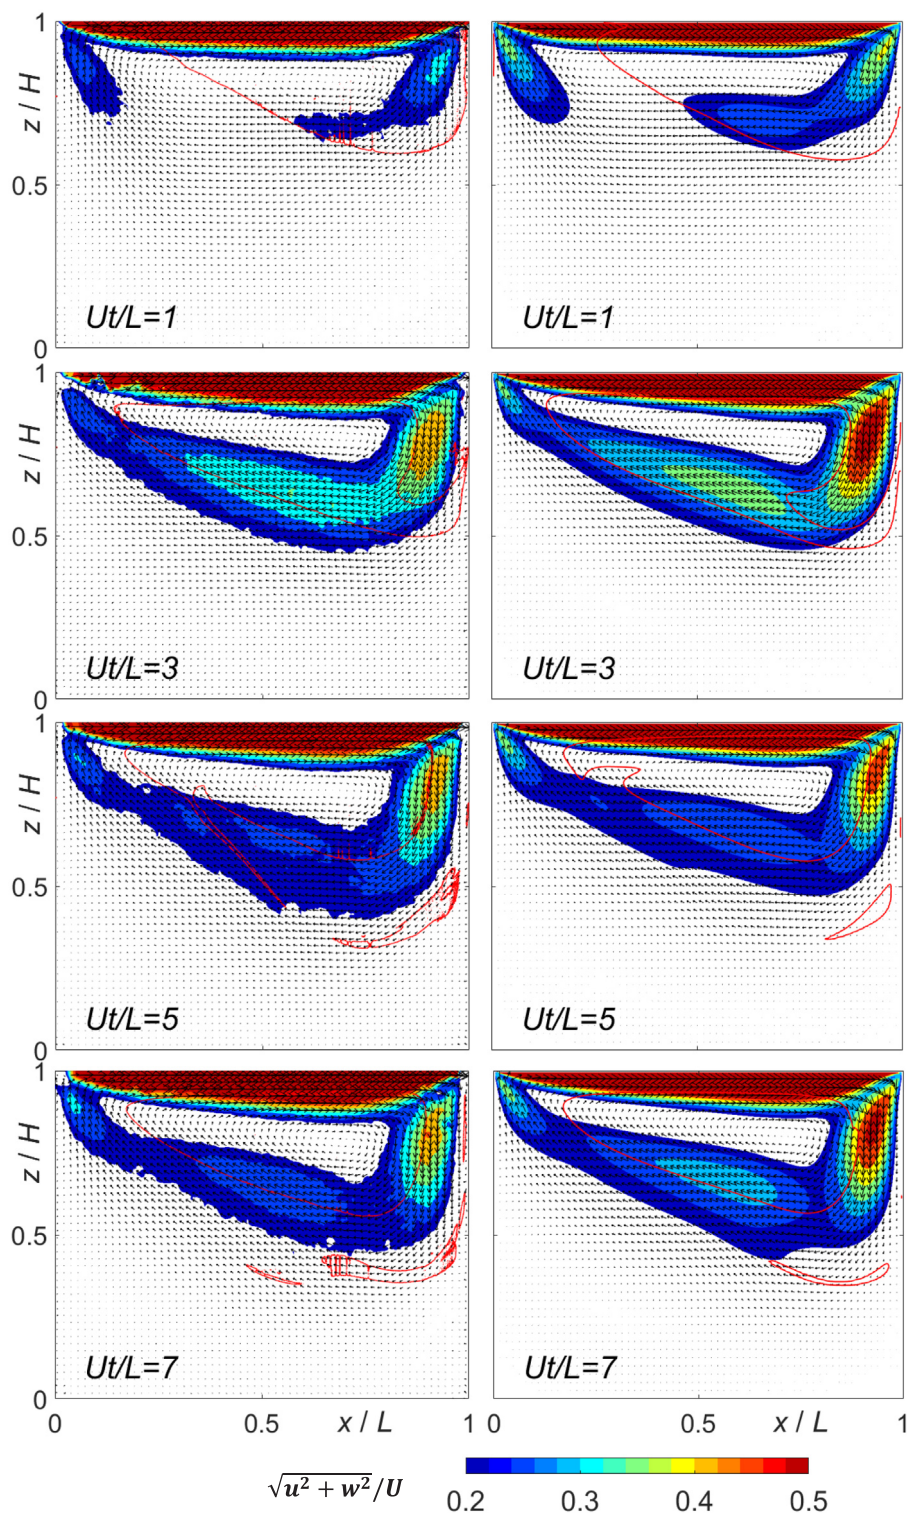 1
z / H
0.5
Ut/L=1
Ut/L=1
0
1
z / H
0.5
Ut/L=3
Ut/L=3
0
1
z / H
0.5
Ut/L=5
Ut/L=5
0
1
z / H
0.5
Ut/L=7
Ut/L=7
0
0 0.5 x / L 1 0 0.5 x / L 1
√u² + w²/U
0.2 0.3 0.4 0.5